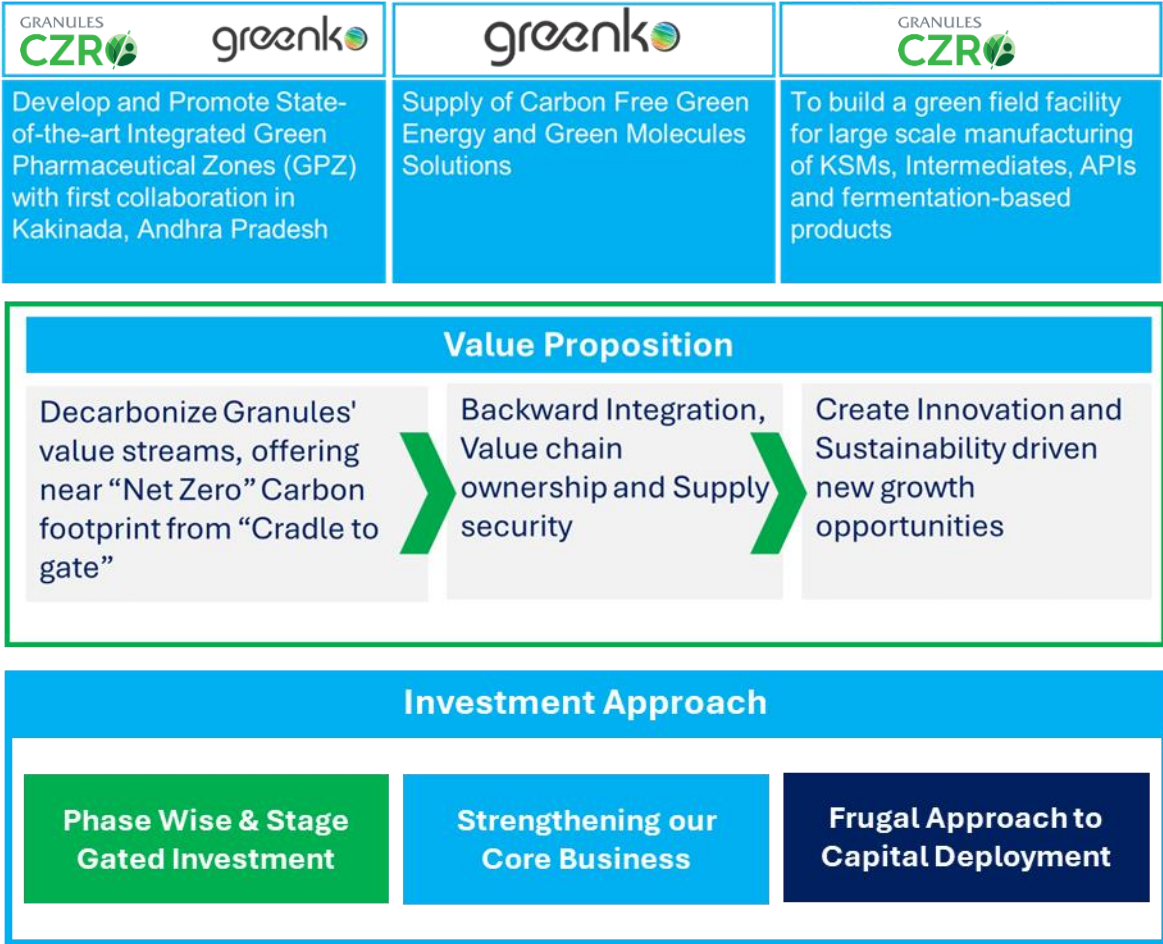 GRANULES
CZR
greenko
greenko
GRANULES
CZR
Develop and Promote State-
of-the-art Integrated Green
Pharmaceutical Zones (GPZ)
with first collaboration in
Kakinada, Andhra Pradesh
Supply of Carbon Free Green
Energy and Green Molecules
Solutions
To build a green field facility
for large scale manufacturing
of KSMs, Intermediates, APIs
and fermentation-based
products
Value Proposition
Decarbonize Granules'
value streams, offering
near “Net Zero” Carbon
footprint from “Cradle to
gate”
Backward Integration,
Value chain
ownership and Supply
security
Create Innovation and
Sustainability driven
new growth
opportunities
Investment Approach
Phase Wise & Stage
Gated Investment
Strengthening our
Core Business
Frugal Approach to
Capital Deployment